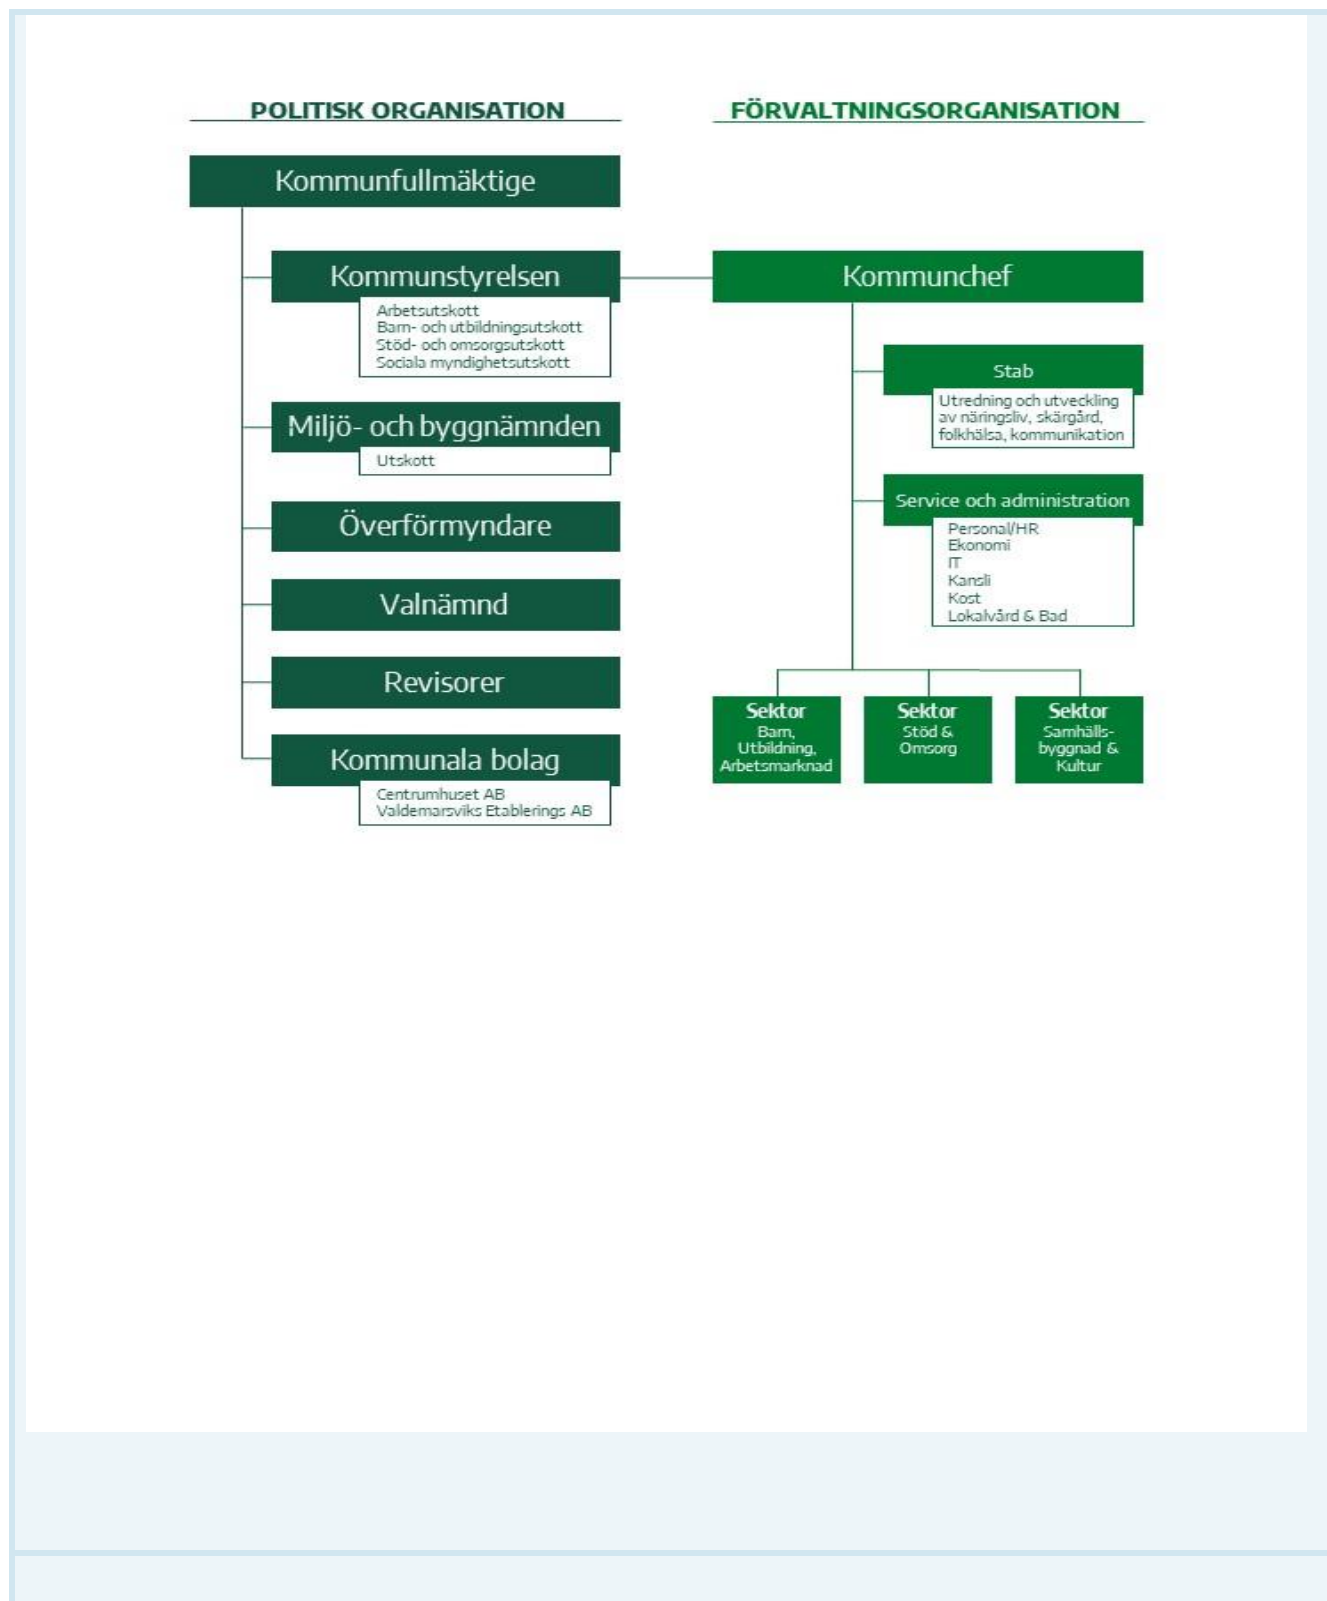 POLITISK ORGANISATION
Kommunfullmäktige
Kommunstyrelsen
Arbetsutskott
Barn- och utbildningsutskott
Stöd- och omsorgsutskott
Sociala myndighetsutskott
Miljö- och byggnämnden
Utskott
Överförmyndare
Valnämnd
Revisorer
Kommunala bolag
Centrumhuset AB
Valdemarsviks Etablerings AB
FÖRVALTNINGSORGANISATION
Kommunchef
Stab
Utredning och utveckling
av näringsliv, skärgård,
folkhälsa, kommunikation
Service och administration
Personal/HR
Ekonomi
IT
Kansli
Kost
Lokalvård & Bad
Sektor
Barn,
Utbildning,
Arbetsmarknad
Sektor
Stöd &
Omsorg
Sektor
Samhälls-
byggnad &
Kultur